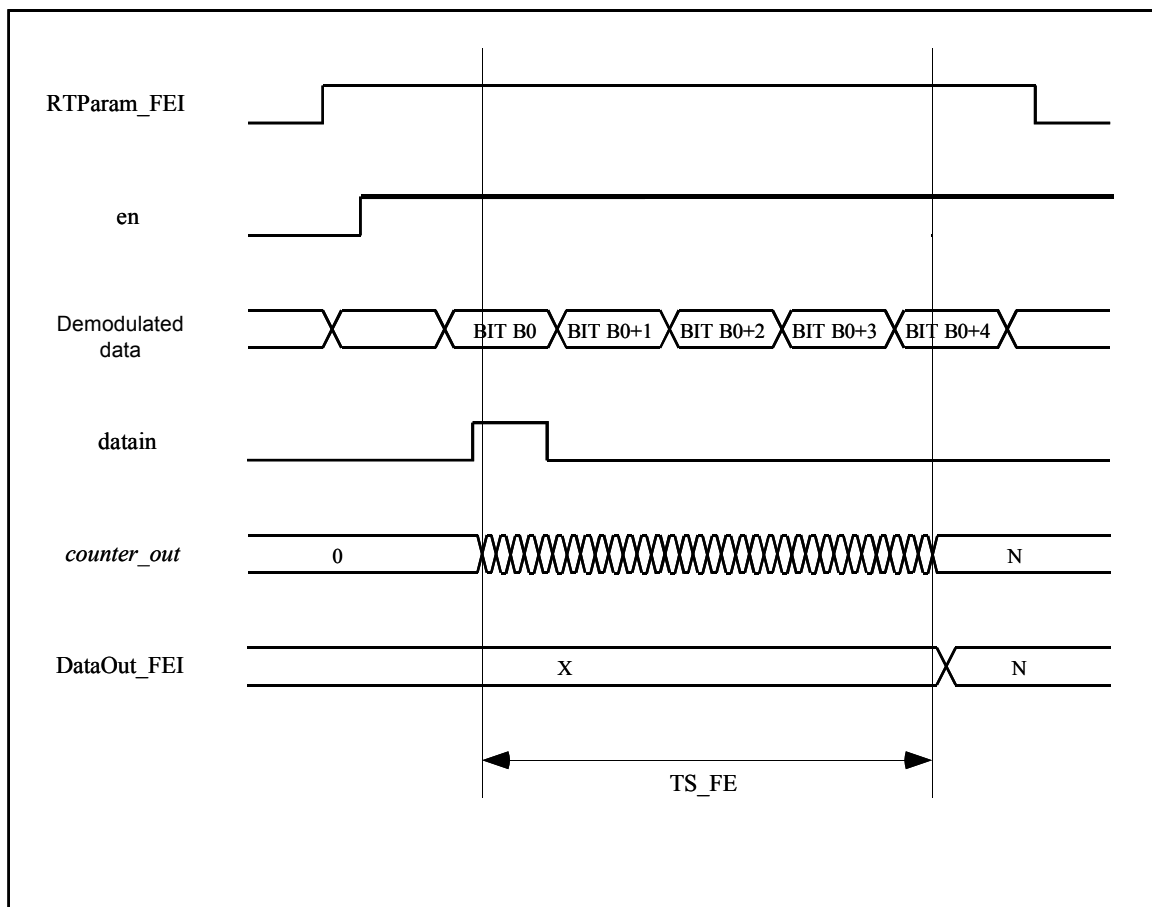 RTParam_FEI
en
Demodulated
data
BIT B0 BIT B0+1 BIT B0+2 BIT B0+3 BIT B0+4
datain
counter_out
0 N
DataOut_FEI
X N
TS_FE